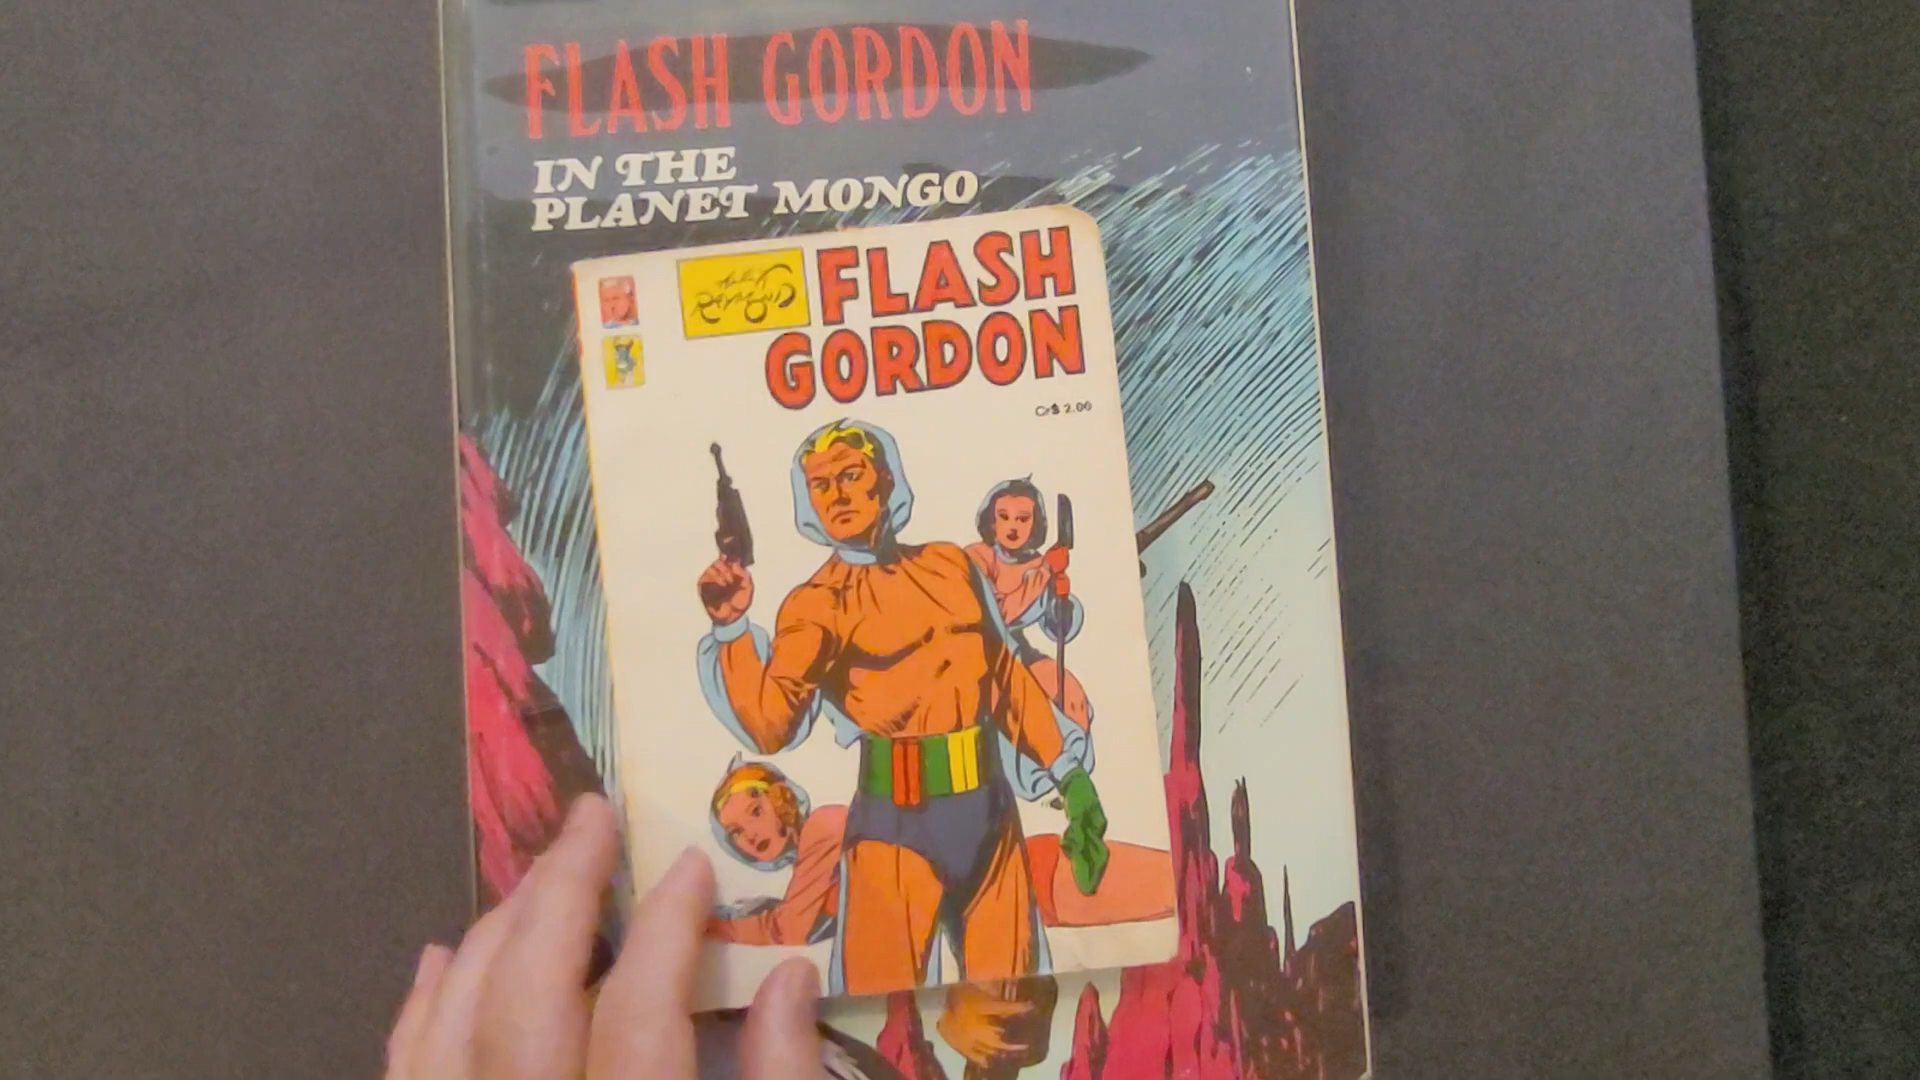 FLASH GORDON
IN THE
PLANET MONGO
FLASH
GORDON
Cr$ 2.00